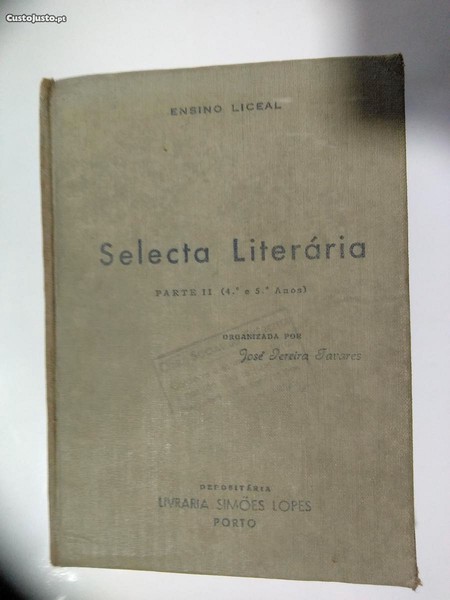 CustoJusto.pt
ENSINO LICEAL
Selecta Literária
PARTE II (4.º e 5.º Anos)
ORGANIZADA POR
José Pereira Tavares
DEPOSITÁRIA
LIVRARIA SIMÕES LOPES
PORTO